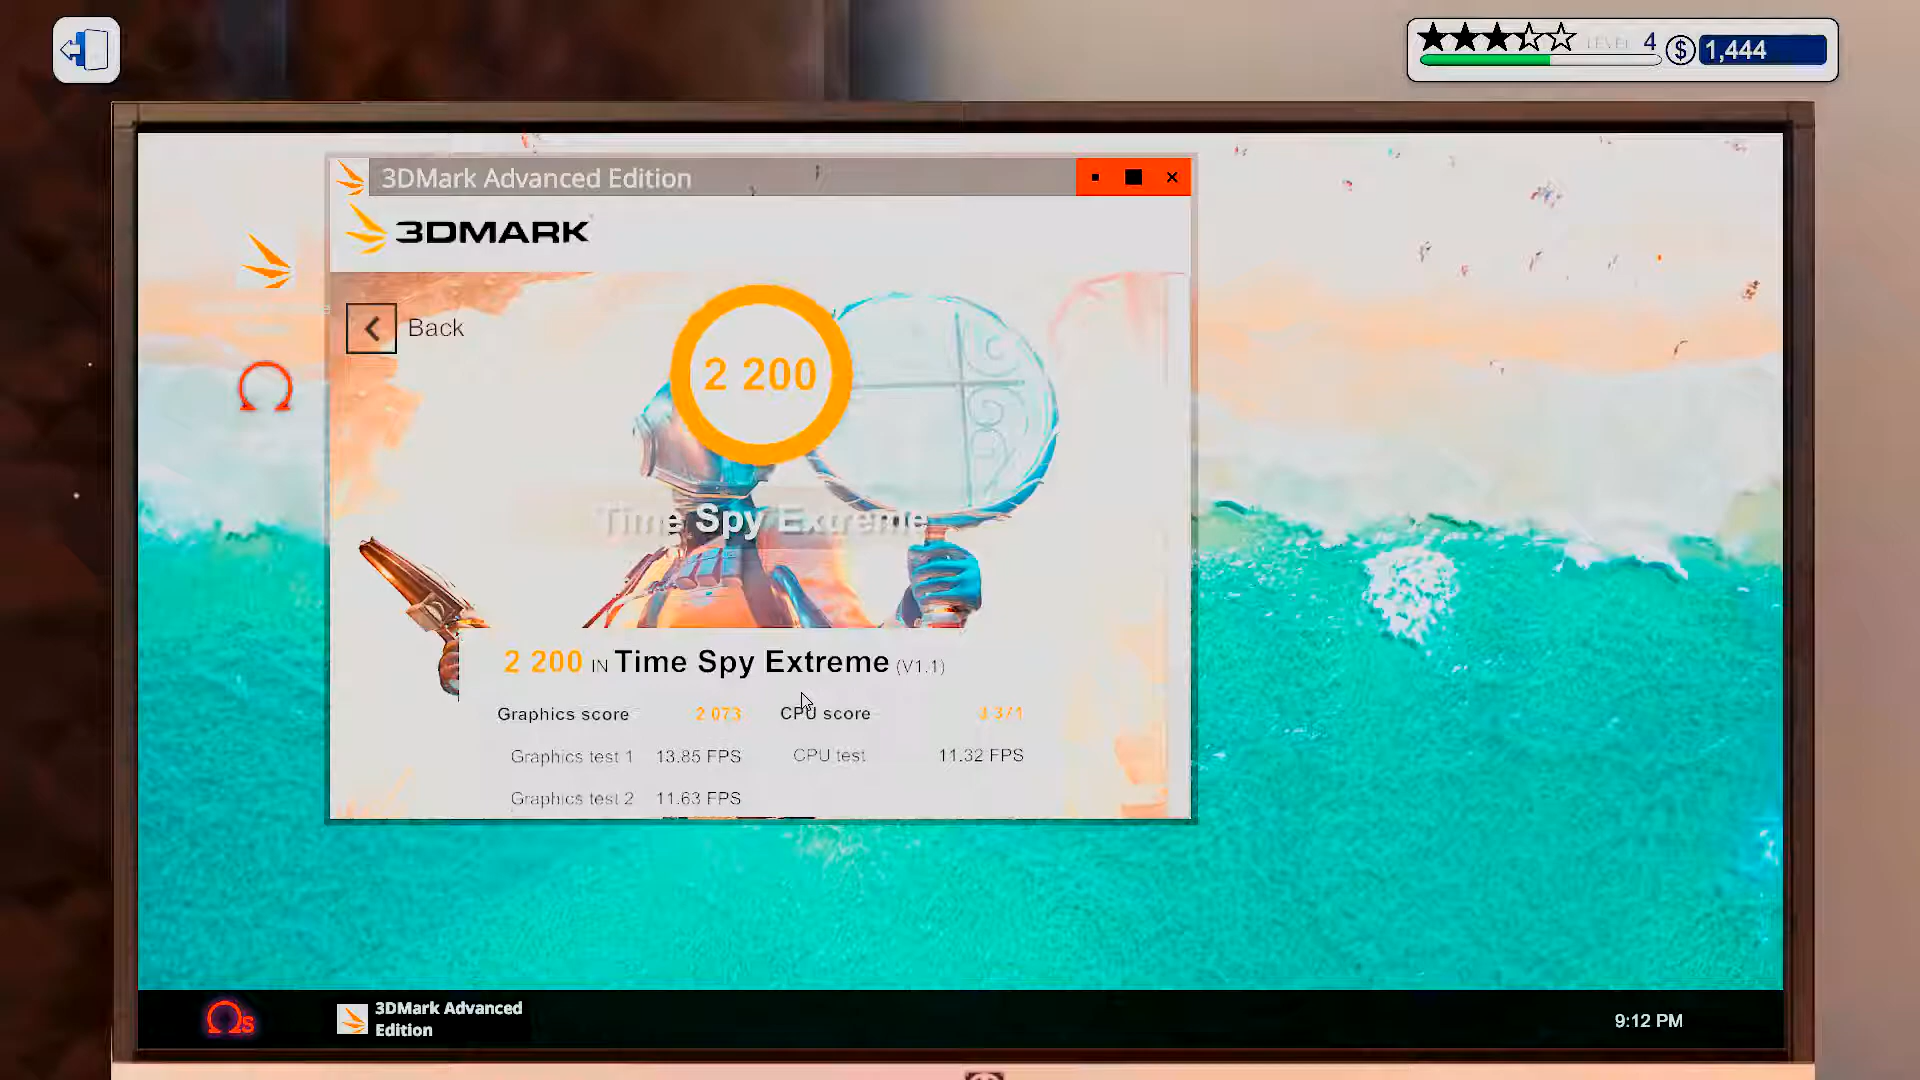 LEVEL 4
$ 1,444
3DMark Advanced Edition
3DMARK
Back
2 200
Time Spy Extreme
2 200 IN Time Spy Extreme (V1.1)
Graphics score 2 073 CPU score
Graphics test 1 13.85 FPS CPU test 11.32 FPS
Graphics test 2 11.63 FPS
Ωs
3DMark Advanced
Edition
9:12 PM